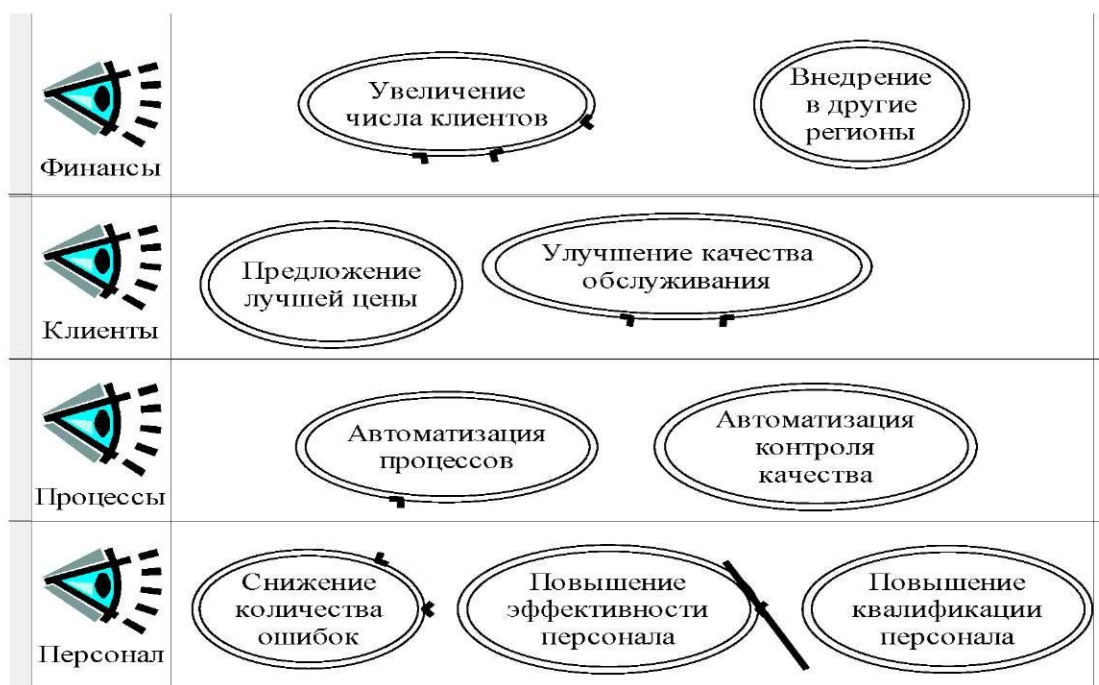 Увеличение
числа клиентов
Внедрение
в другие
регионы
Финансы
Предложение
лучшей цены
Улучшение качества
обслуживания
Клиенты
Автоматизация
процессов
Автоматизация
контроля
качества
Процессы
Снижение
количества
ошибок
Повышение
эффективности
персонала
Повышение
квалификации
персонала
Персонал